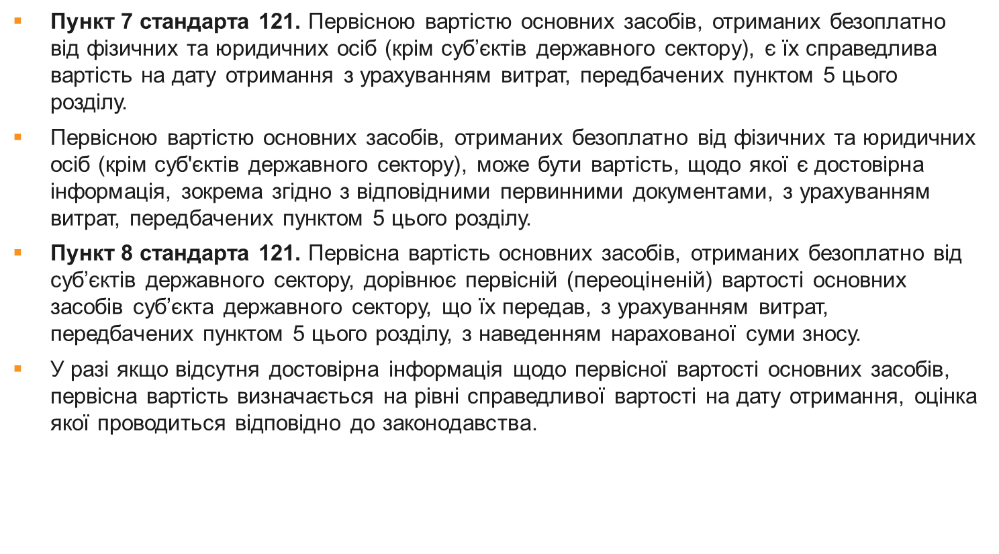 ▪ Пункт 7 стандарта 121. Первісною вартістю основних засобів, отриманих безоплатно
від фізичних та юридичних осіб (крім суб’єктів державного сектору), є їх справедлива
вартість на дату отримання з урахуванням витрат, передбачених пунктом 5 цього
розділу.
▪ Первісною вартістю основних засобів, отриманих безоплатно від фізичних та юридичних
осіб (крім суб'єктів державного сектору), може бути вартість, щодо якої є достовірна
інформація, зокрема згідно з відповідними первинними документами, з урахуванням
витрат, передбачених пунктом 5 цього розділу.
▪ Пункт 8 стандарта 121. Первісна вартість основних засобів, отриманих безоплатно від
суб’єктів державного сектору, дорівнює первісній (переоціненій) вартості основних
засобів суб’єкта державного сектору, що їх передав, з урахуванням витрат,
передбачених пунктом 5 цього розділу, з наведенням нарахованої суми зносу.
▪ У разі якщо відсутня достовірна інформація щодо первісної вартості основних засобів,
первісна вартість визначається на рівні справедливої вартості на дату отримання, оцінка
якої проводиться відповідно до законодавства.